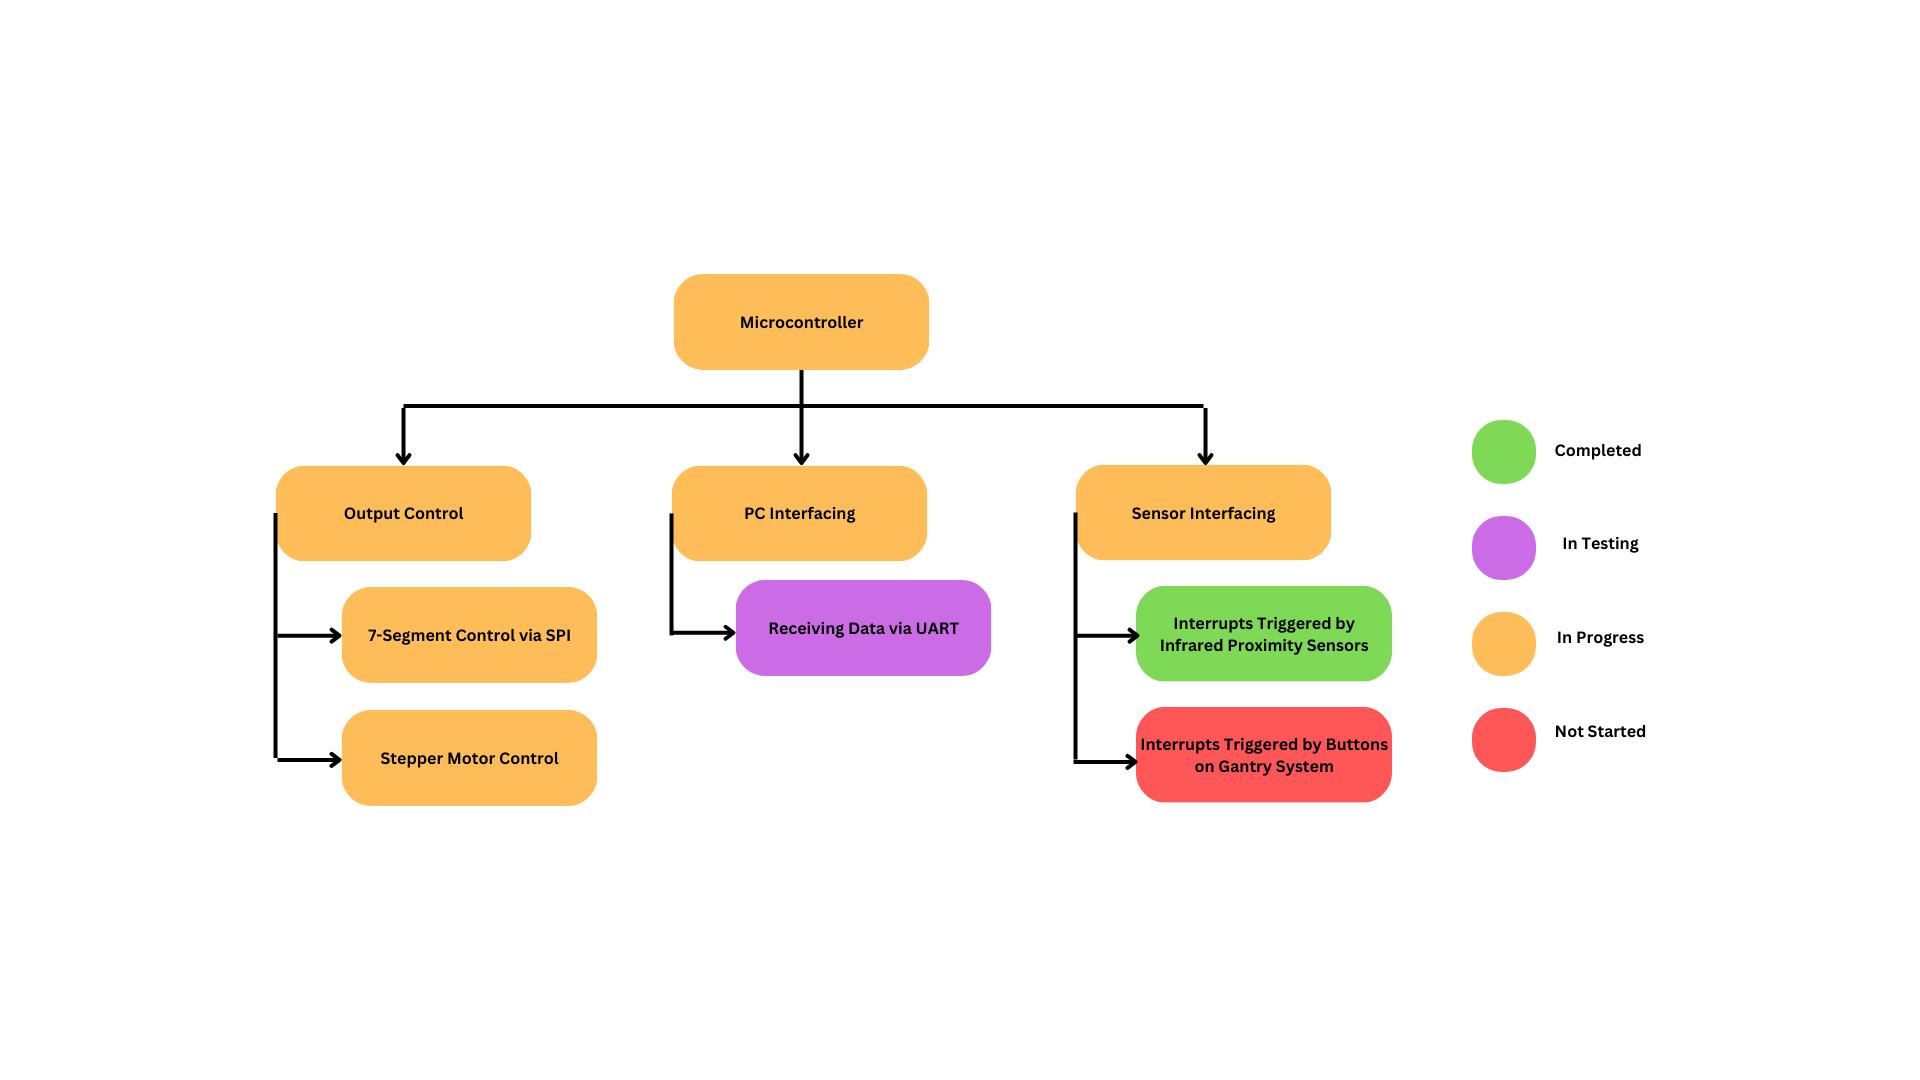 Microcontroller
Output Control
PC Interfacing
Sensor Interfacing
7-Segment Control via SPI
Stepper Motor Control
Receiving Data via UART
Interrupts Triggered by
Infrared Proximity Sensors
Interrupts Triggered by Buttons
on Gantry System
Completed
In Testing
In Progress
Not Started